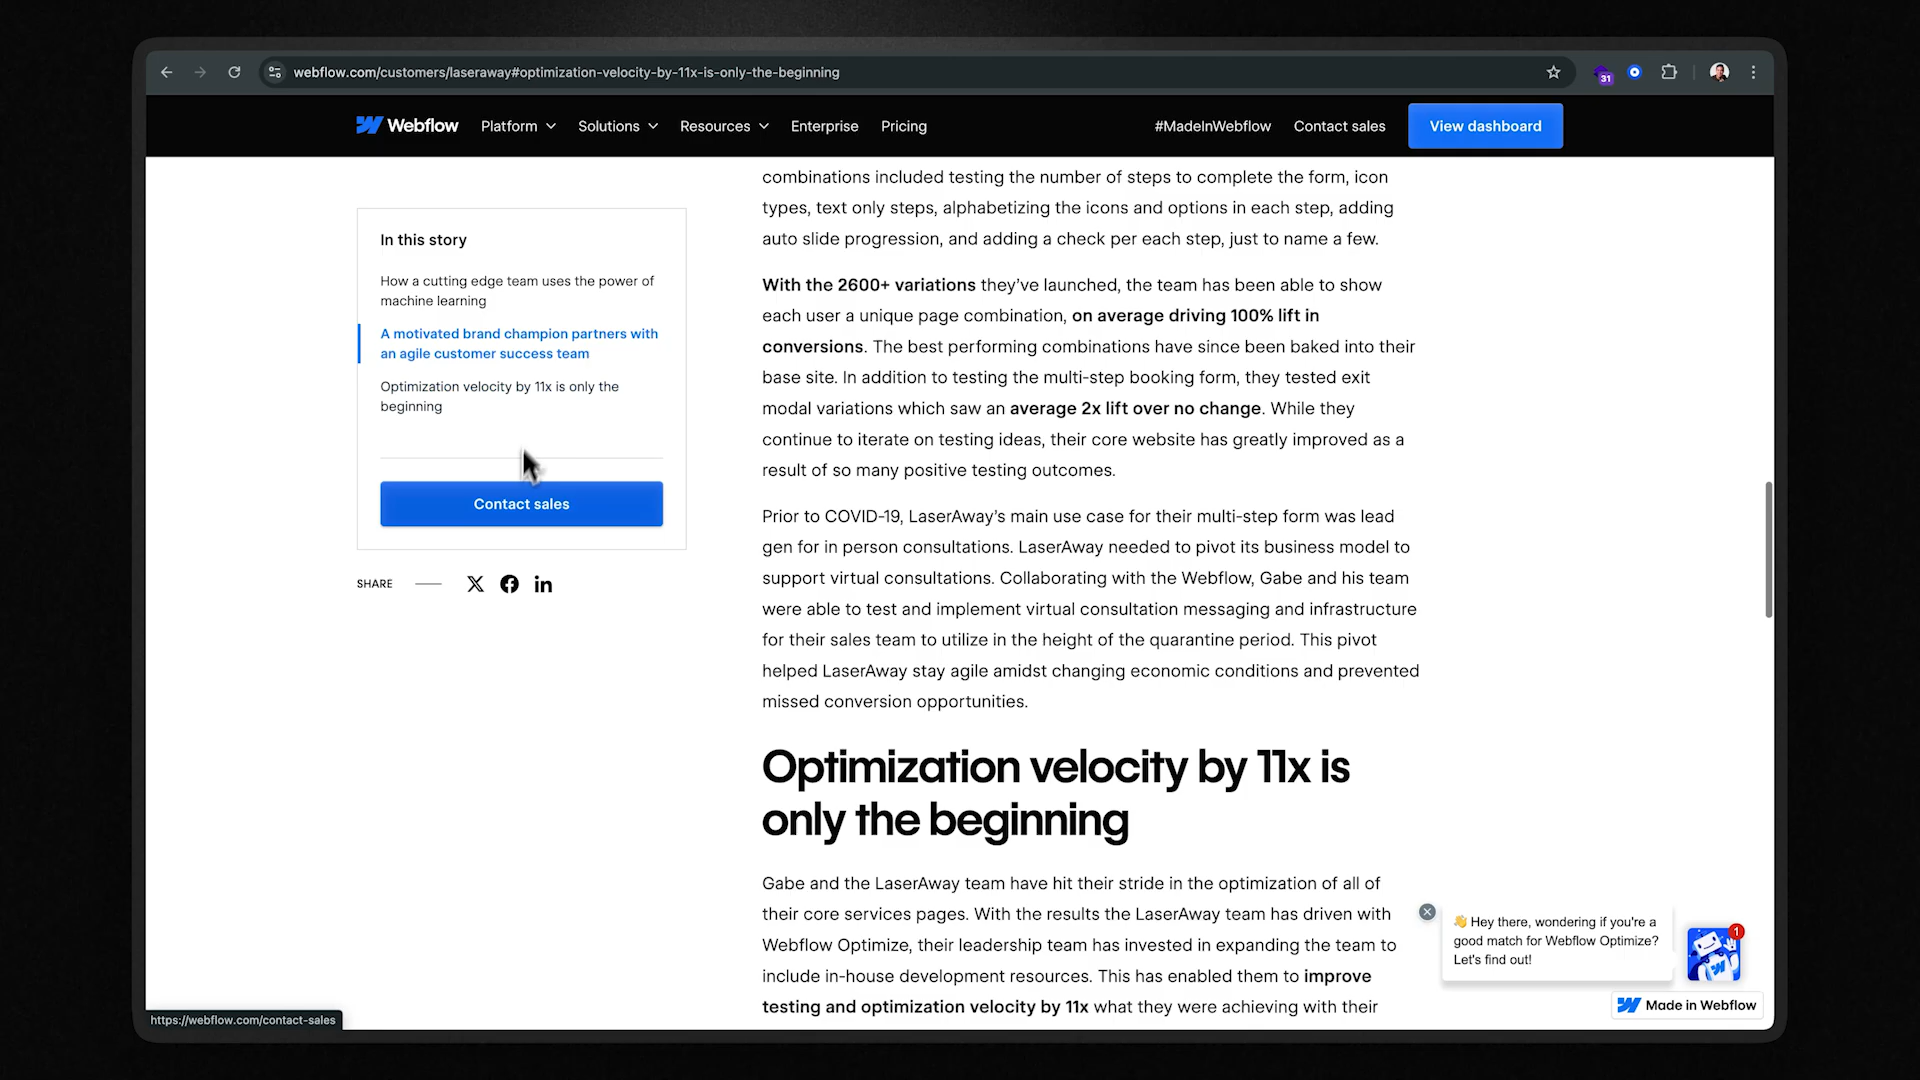 webflow.com/customers/laseraway#optimization-velocity-by-11x-is-only-the-beginning
31
Webflow
Platform
Solutions
Resources
Enterprise
Pricing
#MadeInWebflow
Contact sales
View dashboard
In this story
How a cutting edge team uses the power of
machine learning
A motivated brand champion partners with
an agile customer success team
Optimization velocity by 11x is only the
beginning
Contact sales
SHARE
combinations included testing the number of steps to complete the form, icon
types, text only steps, alphabetizing the icons and options in each step, adding
auto slide progression, and adding a check per each step, just to name a few.
With the 2600+ variations they’ve launched, the team has been able to show
each user a unique page combination, on average driving 100% lift in
conversions. The best performing combinations have since been baked into their
base site. In addition to testing the multi-step booking form, they tested exit
modal variations which saw an average 2x lift over no change. While they
continue to iterate on testing ideas, their core website has greatly improved as a
result of so many positive testing outcomes.
Prior to COVID-19, LaserAway’s main use case for their multi-step form was lead
gen for in person consultations. LaserAway needed to pivot its business model to
support virtual consultations. Collaborating with the Webflow, Gabe and his team
were able to test and implement virtual consultation messaging and infrastructure
for their sales team to utilize in the height of the quarantine period. This pivot
helped LaserAway stay agile amidst changing economic conditions and prevented
missed conversion opportunities.
Optimization velocity by 11x is
only the beginning
Gabe and the LaserAway team have hit their stride in the optimization of all of
their core services pages. With the results the LaserAway team has driven with
Webflow Optimize, their leadership team has invested in expanding the team to
include in-house development resources. This has enabled them to improve
testing and optimization velocity by 11x what they were achieving with their
👋 Hey there, wondering if you're a
good match for Webflow Optimize?
Let's find out!
1
Made in Webflow
https://webflow.com/contact-sales